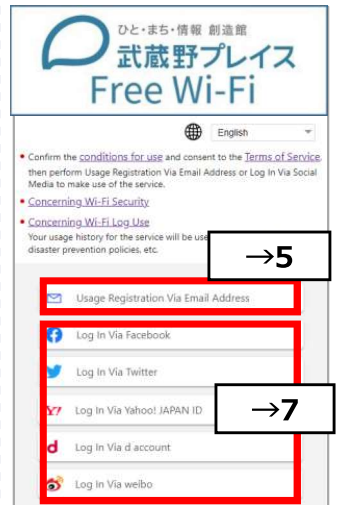 ひと・まち・情報 創造館
武蔵野プレイス
Free Wi-Fi
English
• Confirm the conditions for use and consent to the Terms of Service,
then perform Usage Registration Via Email Address or Log In Via Social
Media to make use of the service.
• Concerning Wi-Fi Security
• Concerning Wi-Fi Log Use
Your usage history for the service will be use
disaster prevention policies, etc.
→5
Usage Registration Via Email Address
Log In Via Facebook
Log In Via Twitter
Y! Log In Via Yahoo! JAPAN ID
→7
d Log In Via d account
Log In Via weibo